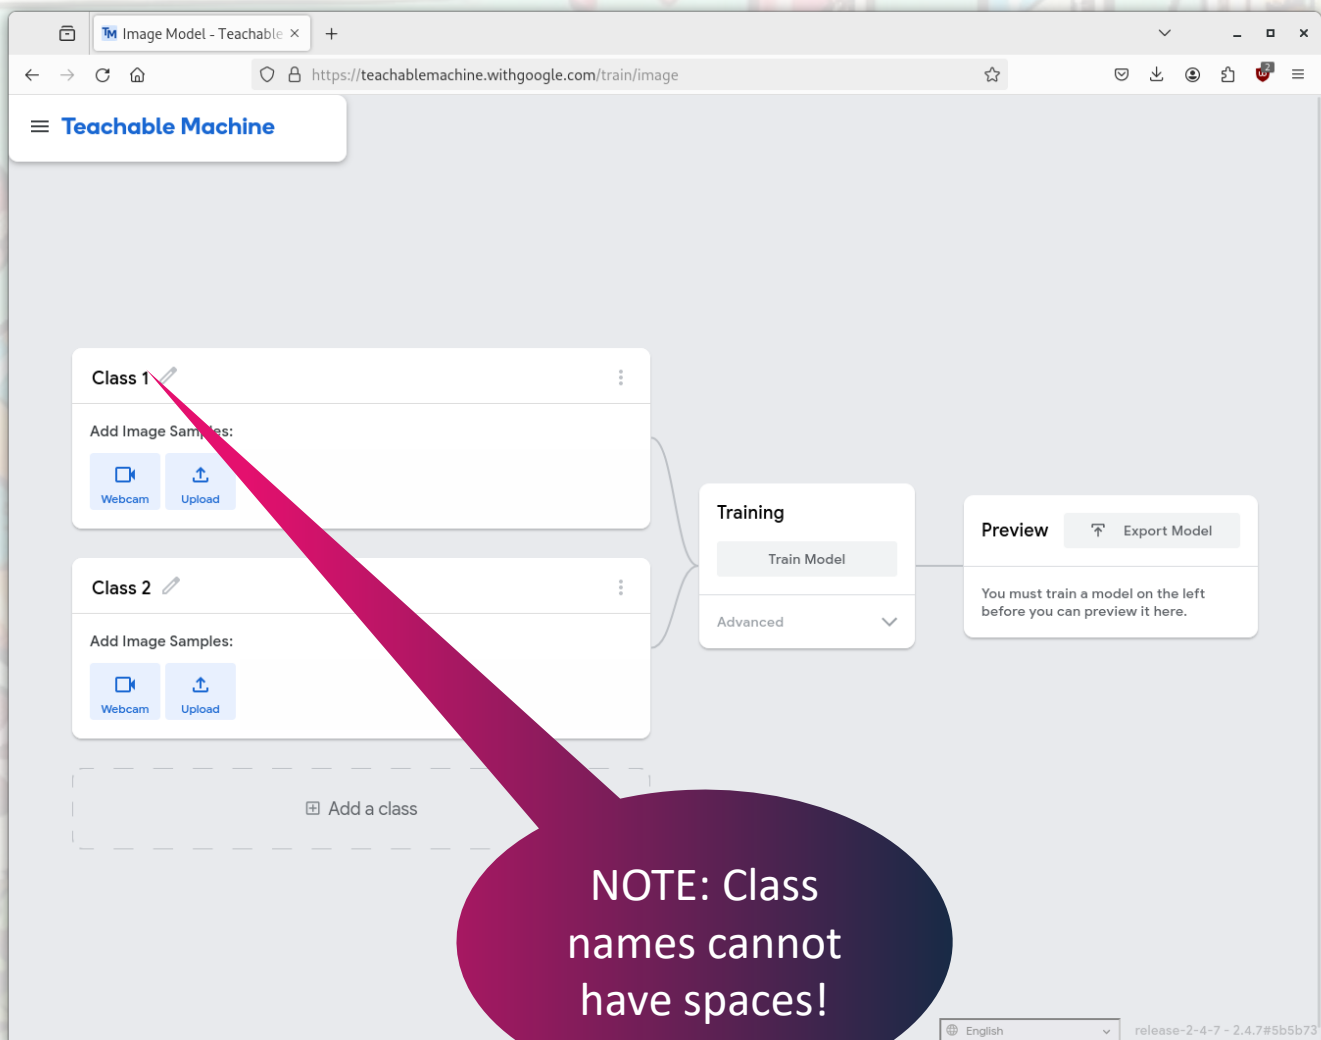 Image Model - Teachable
https://teachablemachine.withgoogle.com/train/image
2
Teachable Machine
Class 1
Add Image Samples:
Webcam
Upload
Class 2
Add Image Samples:
Webcam
Upload
Add a class
Training
Train Model
Advanced
Preview
Export Model
You must train a model on the left
before you can preview it here.
NOTE: Class
names cannot
have spaces!
English
release-2-4-7 - 2.4.7#5b5b73